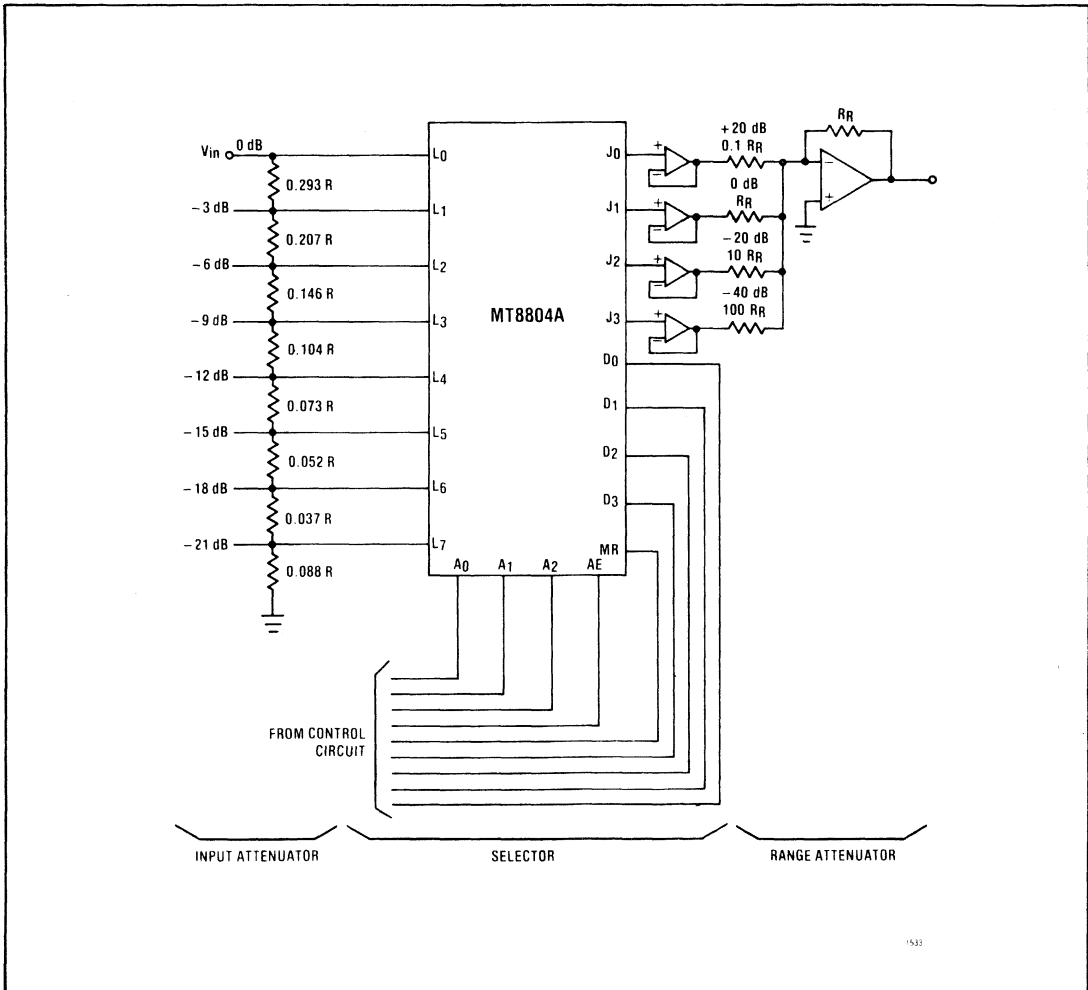 Vin 0 dB
0.293 R
-3 dB
0.207 R
-6 dB
0.146 R
-9 dB
0.104 R
-12 dB
0.073 R
-15 dB
0.052 R
-18 dB
0.037 R
-21 dB
0.088 R
L0
L1
L2
L3
L4
L5
L6
L7
MT8804A
A0 A1 A2 AE
J0
J1
J2
J3
D0
D1
D2
D3
MR
+
-
+
-
+
-
+
-
+20 dB
0.1 RR
0 dB
RR
-20 dB
10 RR
-40 dB
100 RR
RR
-
+
FROM CONTROL
CIRCUIT
INPUT ATTENUATOR
SELECTOR
RANGE ATTENUATOR
1533